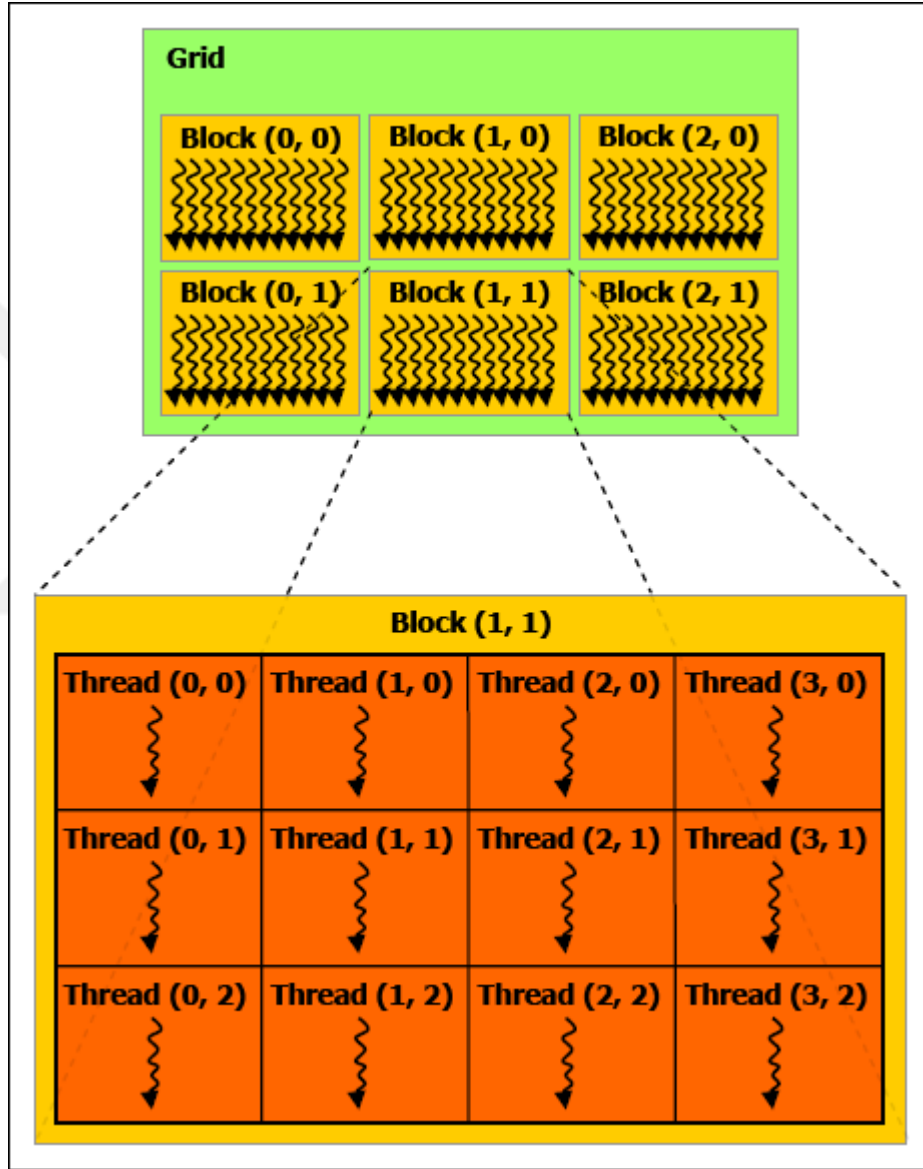 Grid
Block (0, 0) Block (1, 0) Block (2, 0)
Block (0, 1) Block (1, 1) Block (2, 1)
Block (1, 1)
Thread (0, 0) Thread (1, 0) Thread (2, 0) Thread (3, 0)
Thread (0, 1) Thread (1, 1) Thread (2, 1) Thread (3, 1)
Thread (0, 2) Thread (1, 2) Thread (2, 2) Thread (3, 2)